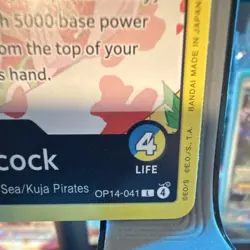 h 5000 base power
rom the top of your
s hand.
BANDAI MADE IN JAPAN
©E.O./S., T.A.
4
LIFE
cock
Sea/Kuja Pirates
OP14-041 L 4